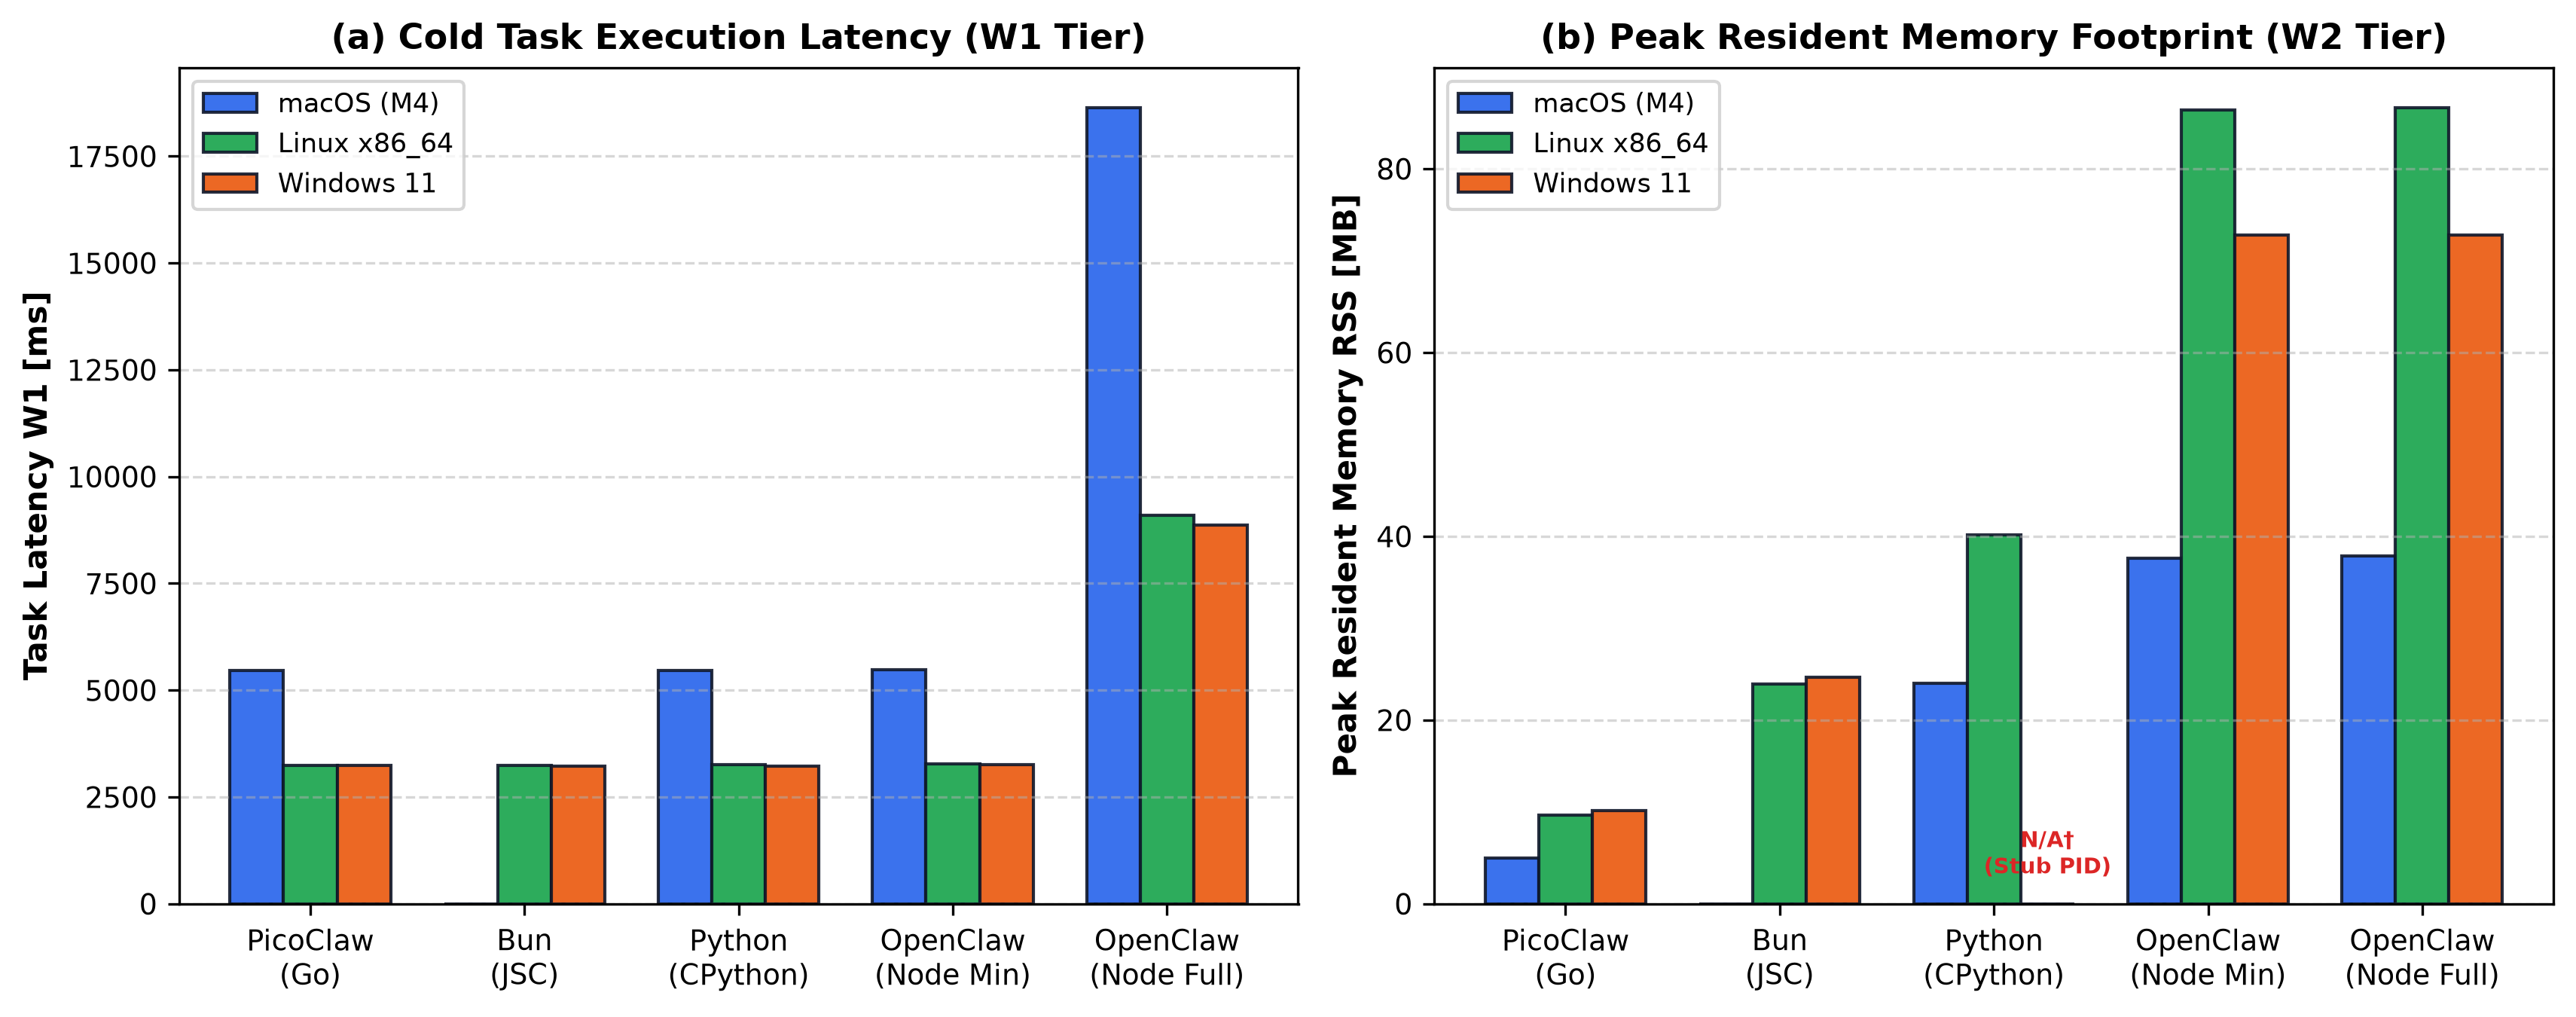 (a) Cold Task Execution Latency (W1 Tier)
macOS (M4)
Linux x86_64
Windows 11
Task Latency W1 [ms]
17500
15000
12500
10000
7500
5000
2500
0
PicoClaw
(Go)
Bun
(JSC)
Python
(CPython)
OpenClaw
(Node Min)
OpenClaw
(Node Full)
(b) Peak Resident Memory Footprint (W2 Tier)
macOS (M4)
Linux x86_64
Windows 11
Peak Resident Memory RSS [MB]
80
60
40
20
0
N/A†
(Stub PID)
PicoClaw
(Go)
Bun
(JSC)
Python
(CPython)
OpenClaw
(Node Min)
OpenClaw
(Node Full)